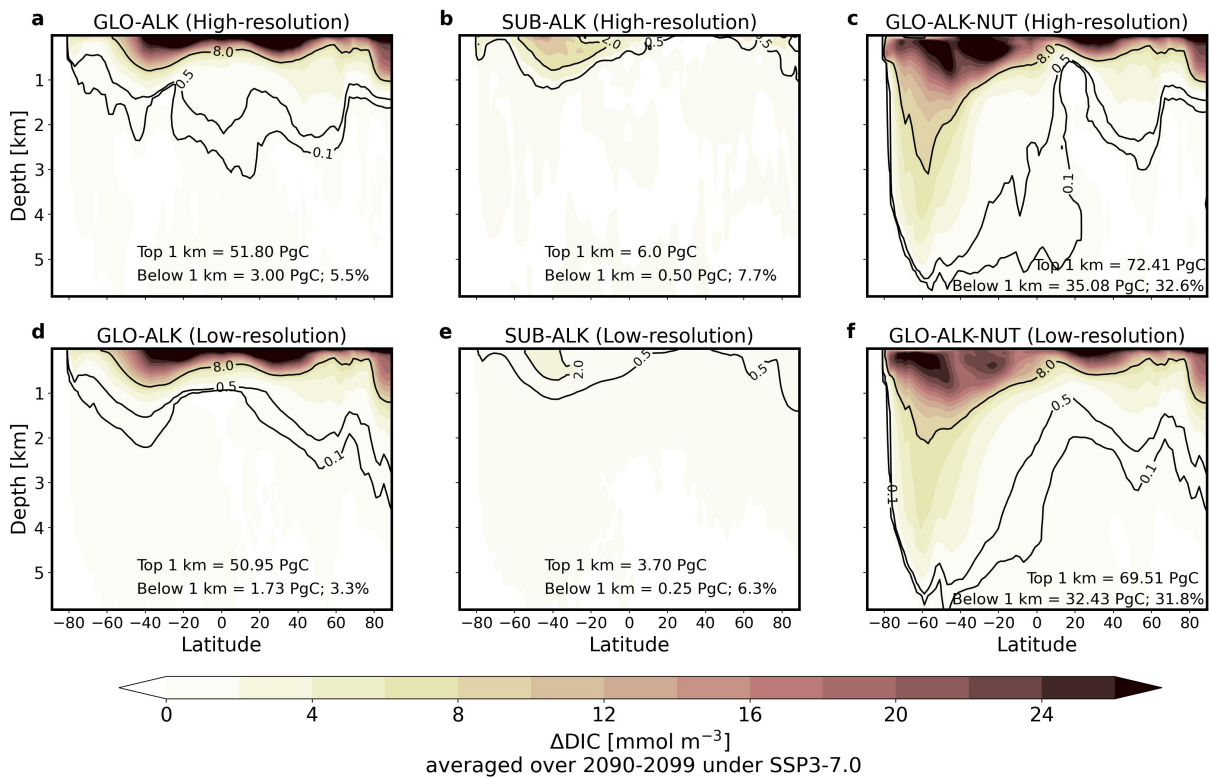 a GLO-ALK (High-resolution)
b SUB-ALK (High-resolution)
c GLO-ALK-NUT (High-resolution)
8.0
0.5
0.1
1
2
3
4
5
Depth [km]
Top 1 km = 51.80 PgC
Below 1 km = 3.00 PgC; 5.5%
2.0
0.5
0.5
Top 1 km = 6.0 PgC
Below 1 km = 0.50 PgC; 7.7%
8.0
0.5
0.1
Top 1 km = 72.41 PgC
Below 1 km = 35.08 PgC; 32.6%
d GLO-ALK (Low-resolution)
e SUB-ALK (Low-resolution)
f GLO-ALK-NUT (Low-resolution)
8.0
0.5
0.1
1
2
3
4
5
Depth [km]
Top 1 km = 50.95 PgC
Below 1 km = 1.73 PgC; 3.3%
2.0
0.5
0.5
Top 1 km = 3.70 PgC
Below 1 km = 0.25 PgC; 6.3%
8.0
0.5
0.1
0.1
Top 1 km = 69.51 PgC
Below 1 km = 32.43 PgC; 31.8%
−80 −60 −40 −20 0 20 40 60 80
−80 −60 −40 −20 0 20 40 60 80
−80 −60 −40 −20 0 20 40 60 80
Latitude
Latitude
Latitude
0 4 8 12 16 20 24
ΔDIC [mmol m⁻³]
averaged over 2090-2099 under SSP3-7.0